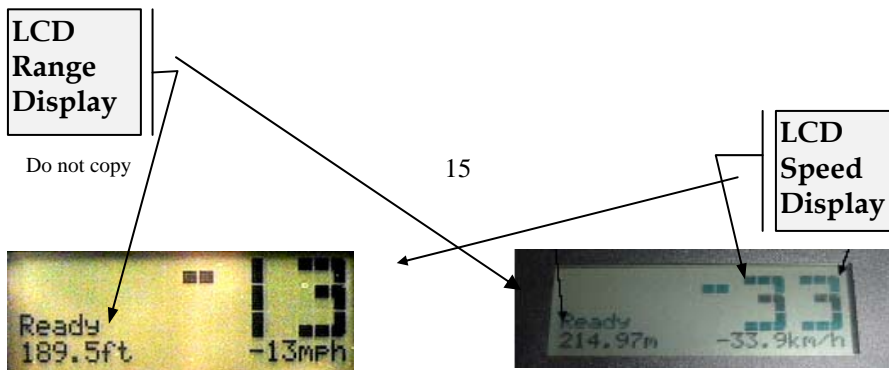 LCD
Range
Display
Do not copy
15
LCD
Speed
Display
-13
Ready
189.5ft -13mph
-33
Ready
214.97m -33.9km/h